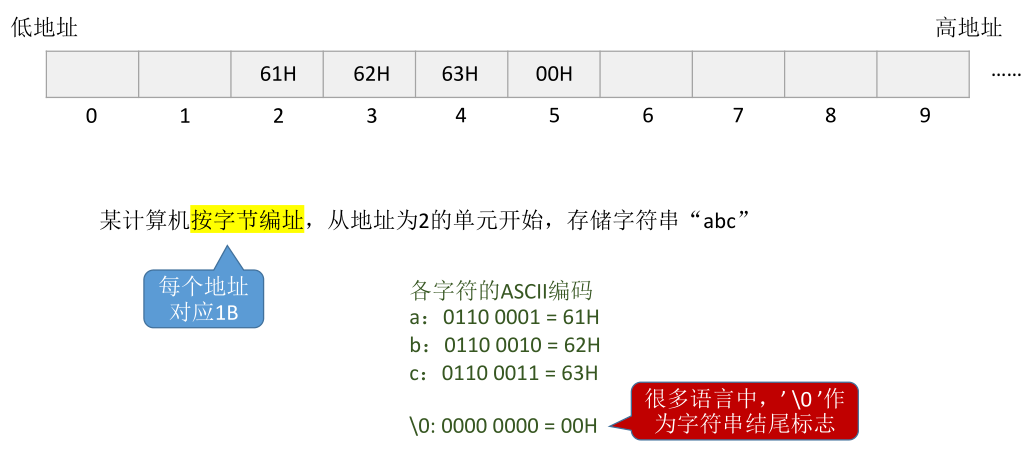 低地址 高地址
61H 62H 63H 00H ……
0 1 2 3 4 5 6 7 8 9
某计算机按字节编址，从地址为2的单元开始，存储字符串“abc”
每个地址
对应1B
各字符的ASCII编码
a：0110 0001 = 61H
b：0110 0010 = 62H
c：0110 0011 = 63H
\0: 0000 0000 = 00H
很多语言中，’\0’作
为字符串结尾标志